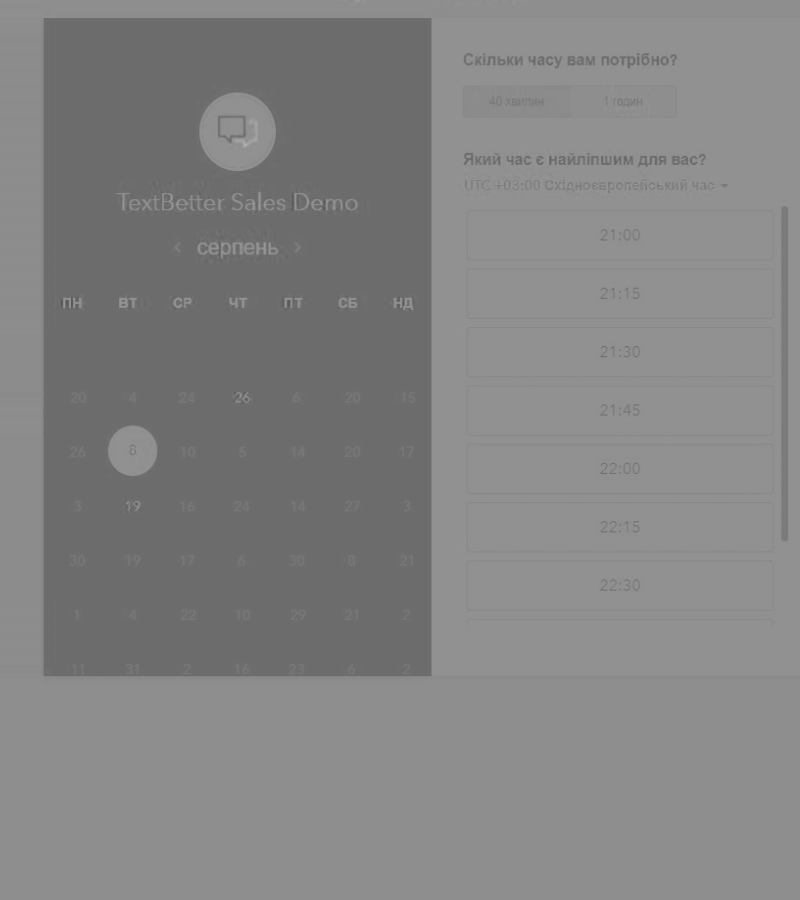 TextBetter Sales Demo
серпень
ПН ВТ СР ЧТ ПТ СБ НД
20 4 24 26 6 20 15
26 8 10 5 14 20 17
3 19 16 24 14 27 3
30 19 17 6 30 8 21
1 4 22 10 29 21 2
11 31 2 16 23 6 2
Скільки часу вам потрібно?
40 хвилин 1 годин
Який час є найліпшим для вас?
UTC +03:00 Східноєвропейський час
21:00
21:15
21:30
21:45
22:00
22:15
22:30